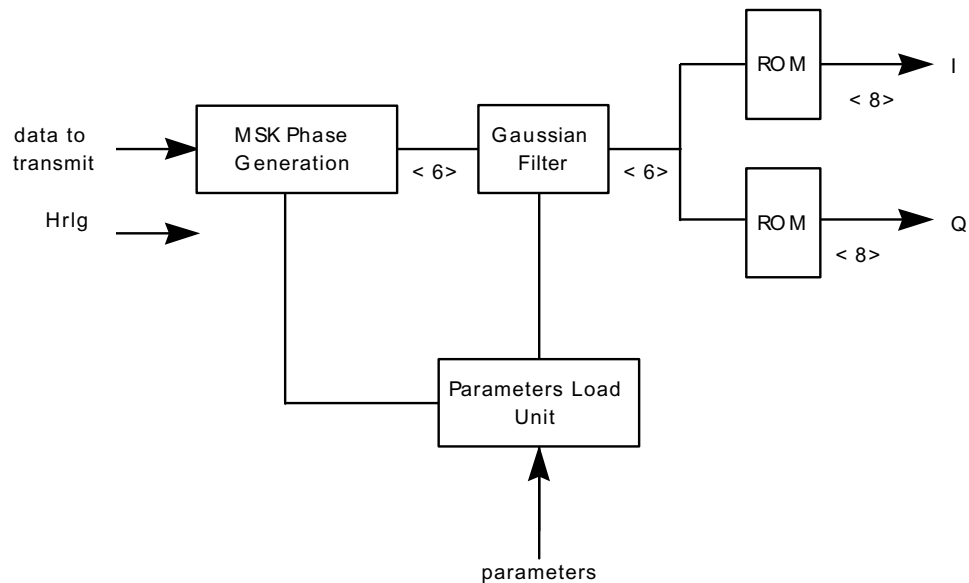 data to
transmit
Hrlg
MSK Phase
Generation
< 6>
Gaussian
Filter
< 6>
ROM
< 8>
I
ROM
< 8>
Q
Parameters Load
Unit
parameters